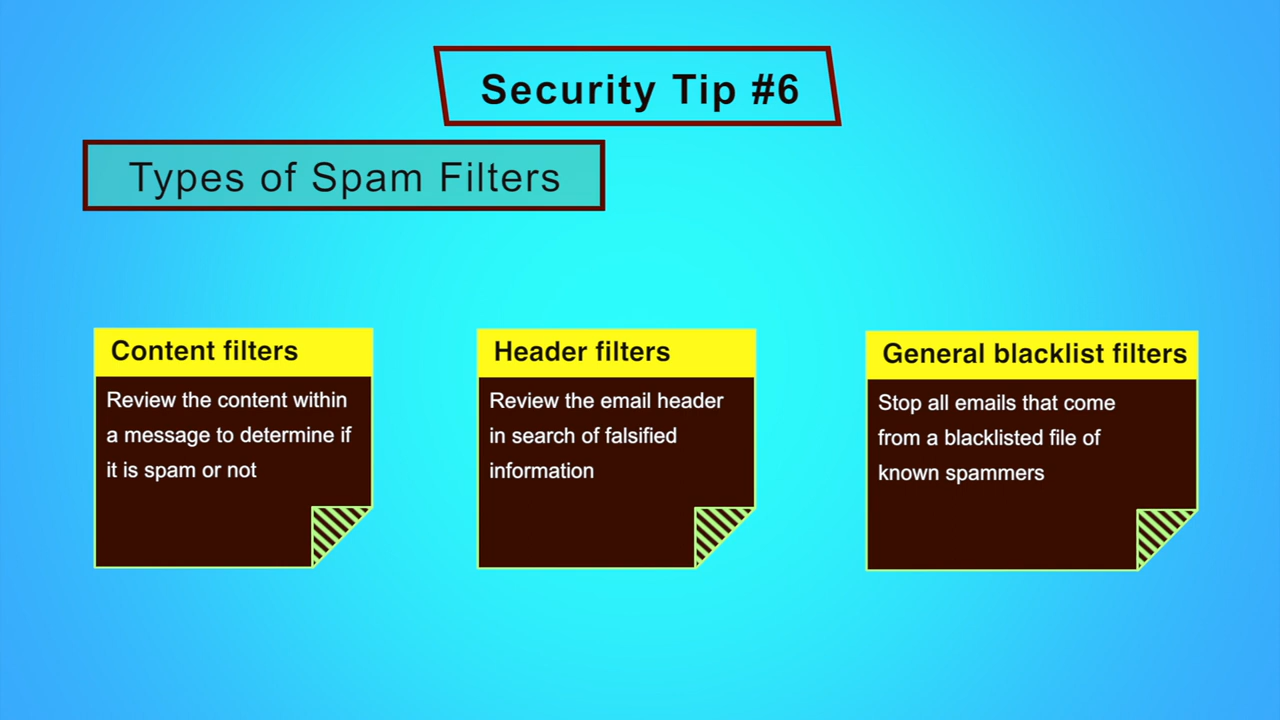 Security Tip #6
Types of Spam Filters
Content filters
Review the content within
a message to determine if
it is spam or not
Header filters
Review the email header
in search of falsified
information
General blacklist filters
Stop all emails that come
from a blacklisted file of
known spammers